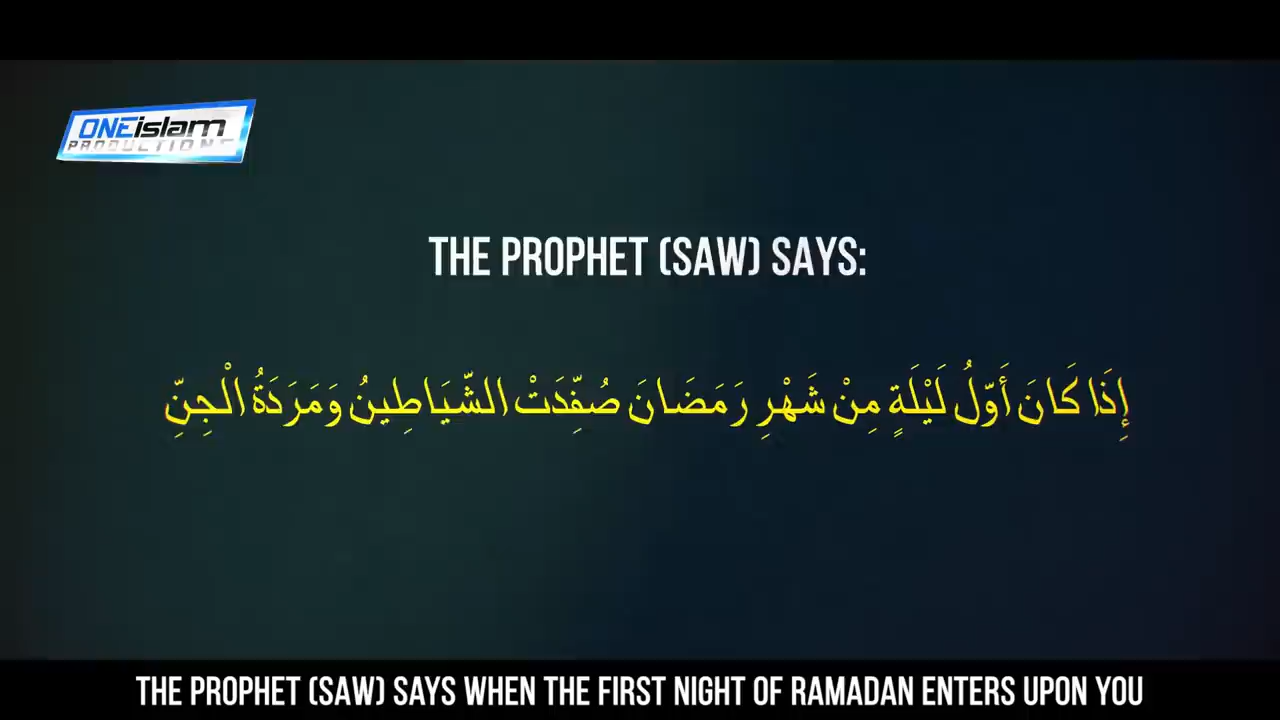 ONEislam
PRODUCTIONS
THE PROPHET (SAW) SAYS:
إِذَا كَانَ أَوَّلُ لَيْلَةٍ مِنْ شَهْرِ رَمَضَانَ صُفِّدَتْ الشَّيَاطِينُ وَمَرَدَةُ الْجِنِّ
THE PROPHET (SAW) SAYS WHEN THE FIRST NIGHT OF RAMADAN ENTERS UPON YOU